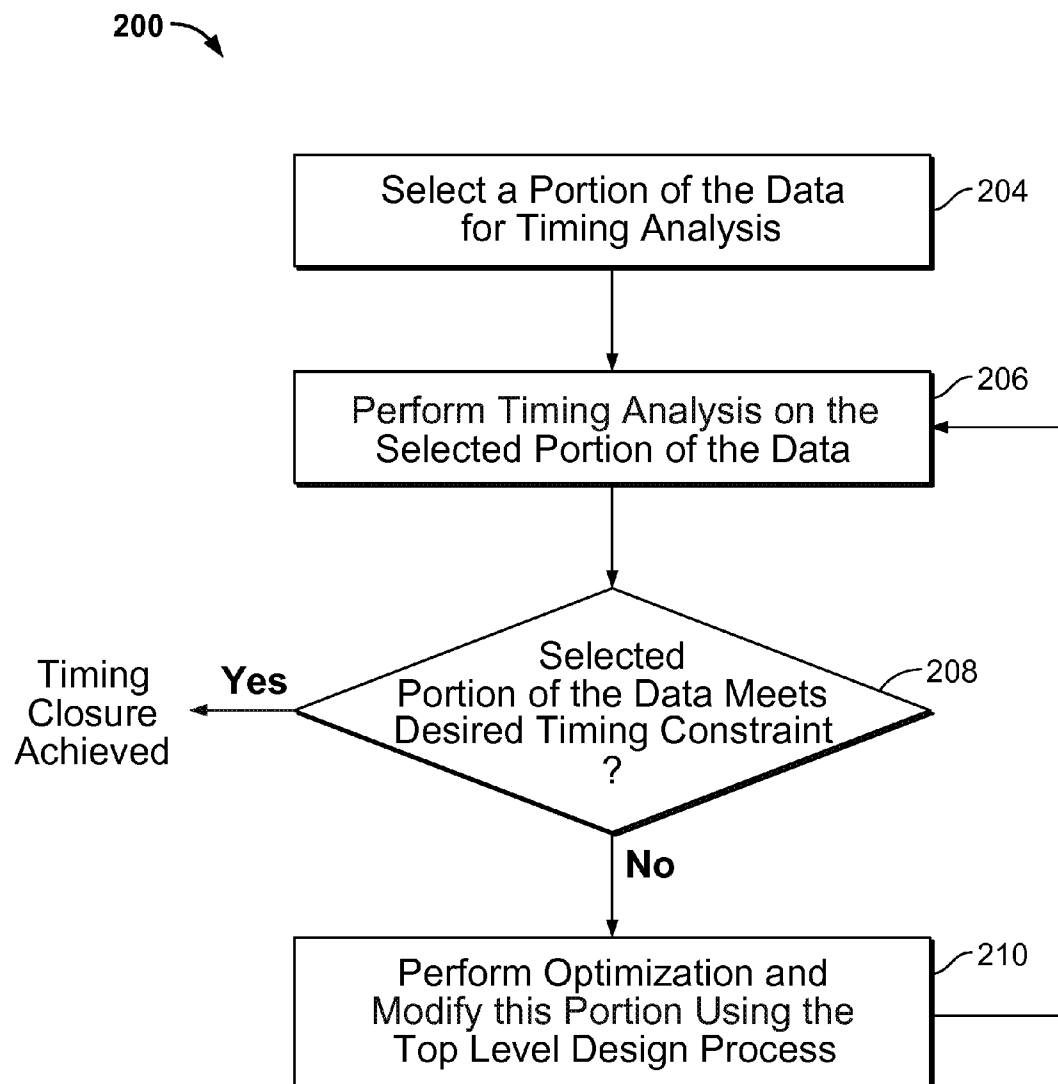 200
Select a Portion of the Data
for Timing Analysis
204
Perform Timing Analysis on the
Selected Portion of the Data
206
Selected
Portion of the Data Meets
Desired Timing Constraint
?
208
Yes
Timing
Closure
Achieved
No
Perform Optimization and
Modify this Portion Using the
Top Level Design Process
210